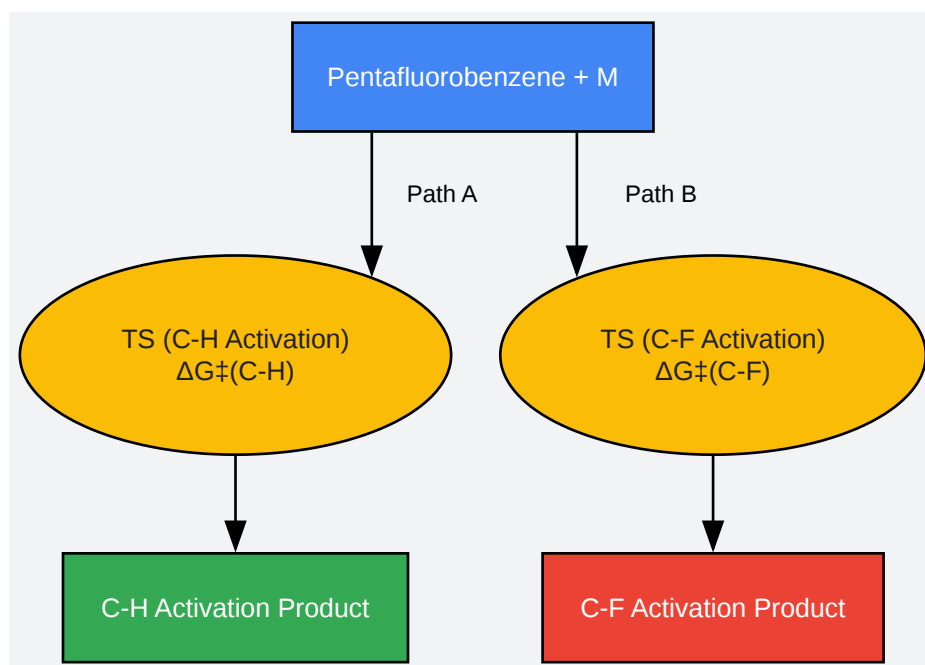 Pentafluorobenzene + M
Path A
Path B
TS (C-H Activation)
ΔG‡(C-H)
TS (C-F Activation)
ΔG‡(C-F)
C-H Activation Product
C-F Activation Product